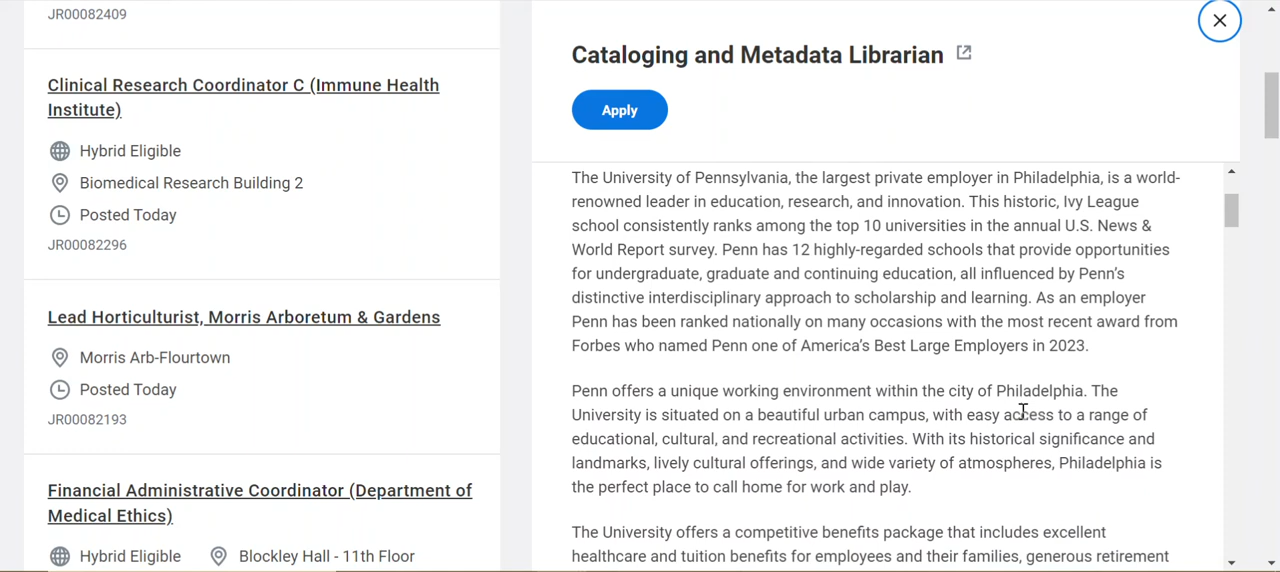 JR00082409
Clinical Research Coordinator C (Immune Health
Institute)
Hybrid Eligible
Biomedical Research Building 2
Posted Today
JR00082296
Lead Horticulturist, Morris Arboretum & Gardens
Morris Arb-Flourtown
Posted Today
JR00082193
Financial Administrative Coordinator (Department of
Medical Ethics)
Hybrid Eligible Blockley Hall - 11th Floor
Cataloging and Metadata Librarian
Apply
The University of Pennsylvania, the largest private employer in Philadelphia, is a world-
renowned leader in education, research, and innovation. This historic, Ivy League
school consistently ranks among the top 10 universities in the annual U.S. News &
World Report survey. Penn has 12 highly-regarded schools that provide opportunities
for undergraduate, graduate and continuing education, all influenced by Penn’s
distinctive interdisciplinary approach to scholarship and learning. As an employer
Penn has been ranked nationally on many occasions with the most recent award from
Forbes who named Penn one of America’s Best Large Employers in 2023.
Penn offers a unique working environment within the city of Philadelphia. The
University is situated on a beautiful urban campus, with easy access to a range of
educational, cultural, and recreational activities. With its historical significance and
landmarks, lively cultural offerings, and wide variety of atmospheres, Philadelphia is
the perfect place to call home for work and play.
The University offers a competitive benefits package that includes excellent
healthcare and tuition benefits for employees and their families, generous retirement